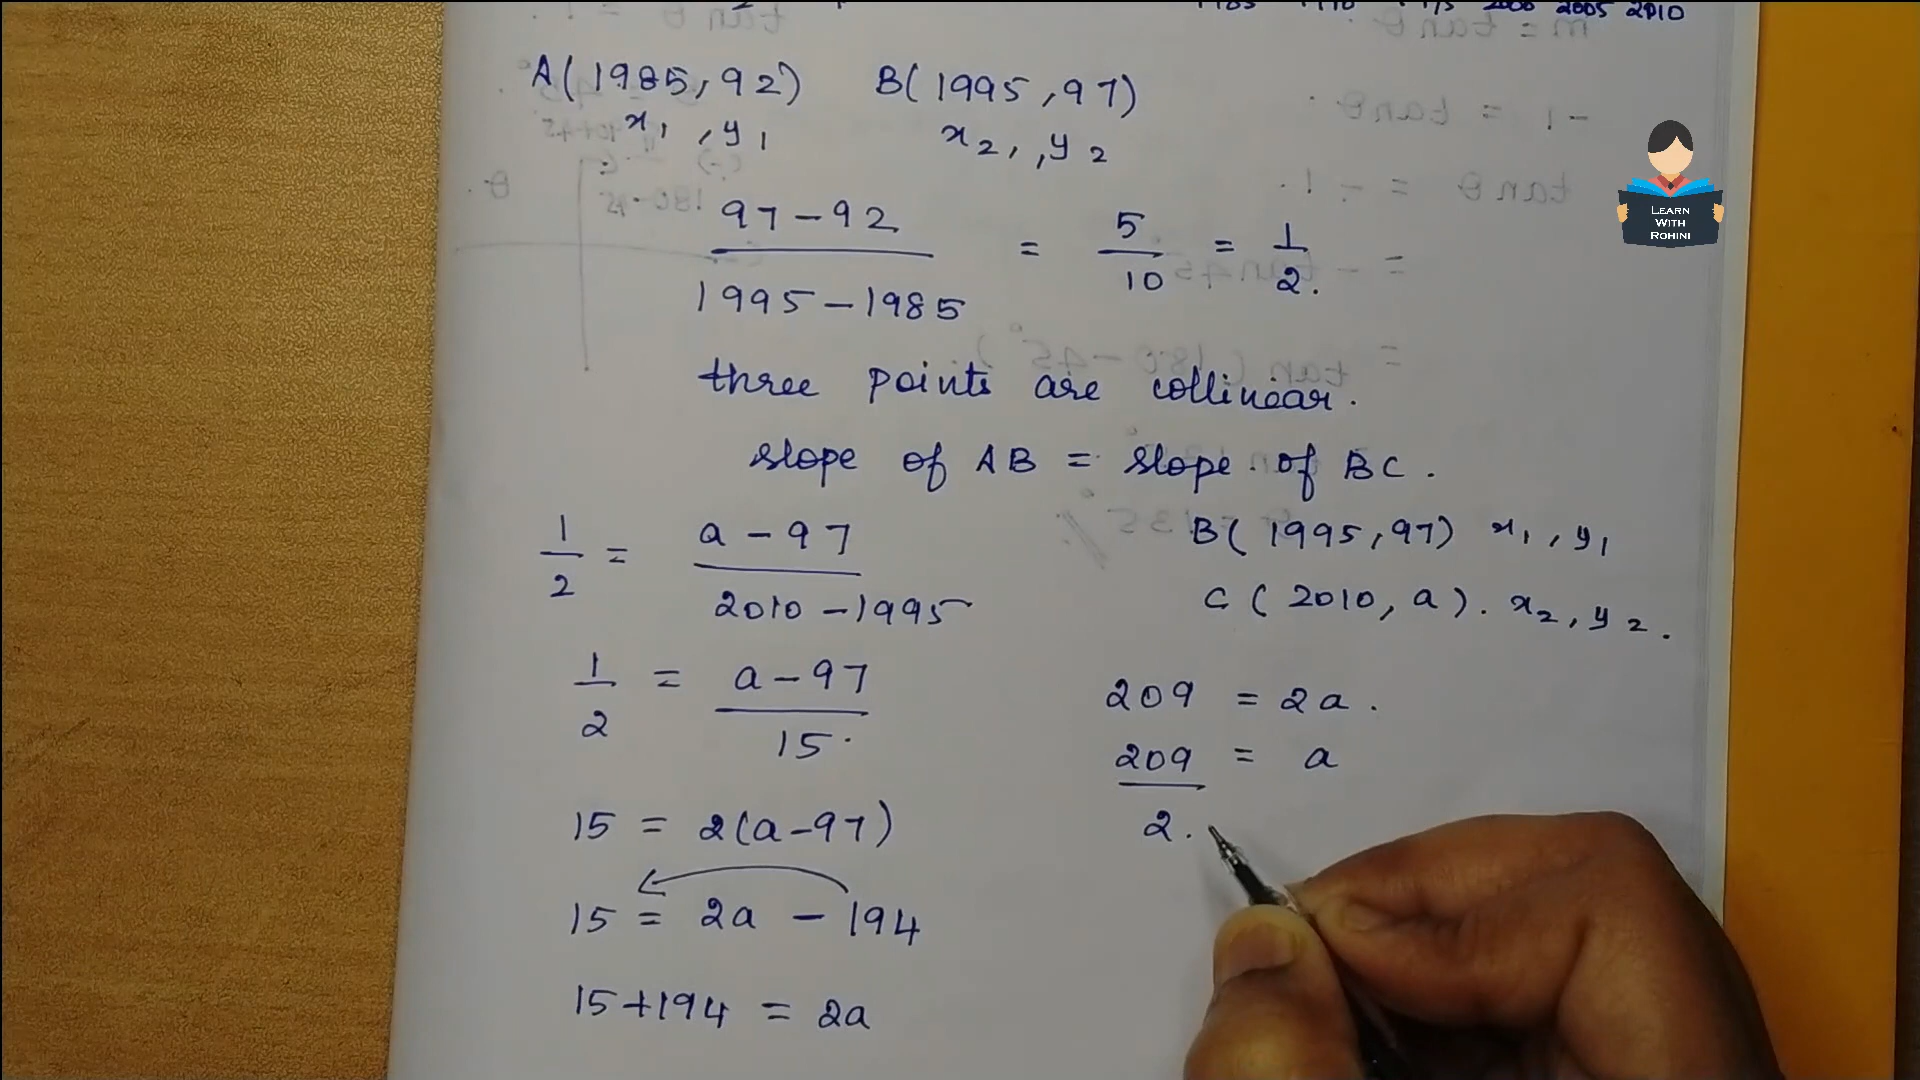 2000 2005 2010
A(1985,92) B(1995,97)
x1 , y1 x2, ,y2
97-92 / 1995-1985 = 5/10 = 1/2.
three points are collinear.
slope of AB = slope of BC.
1/2 = a-97 / 2010-1995
B(1995,97) x1, y1
C(2010,a). x2,y2.
1/2 = a-97 / 15.
15 = 2(a-97)
15 = 2a - 194
15+194 = 2a
209 = 2a.
209/2. = a
LEARN
WITH
ROHINI